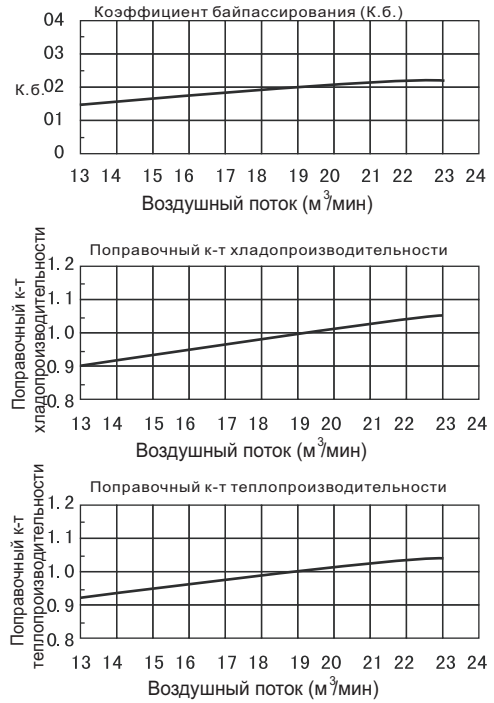 Коэффициент байпассирования (К.б.)
04
03
К.б.
02
01
0
13 14 15 16 17 18 19 20 21 22 23 24
Воздушный поток (м³/мин)
Поправочный к-т хладопроизводительности
Поправочный к-т
хладопроизводительности
1.2
1.1
1.0
0.9
0.8
13 14 15 16 17 18 19 20 21 22 23 24
Воздушный поток (м³/мин)
Поправочный к-т теплопроизводительности
Поправочный к-т
теплопроизводительности
1.2
1.1
1.0
0.9
0.8
13 14 15 16 17 18 19 20 21 22 23 24
Воздушный поток (м³/мин)